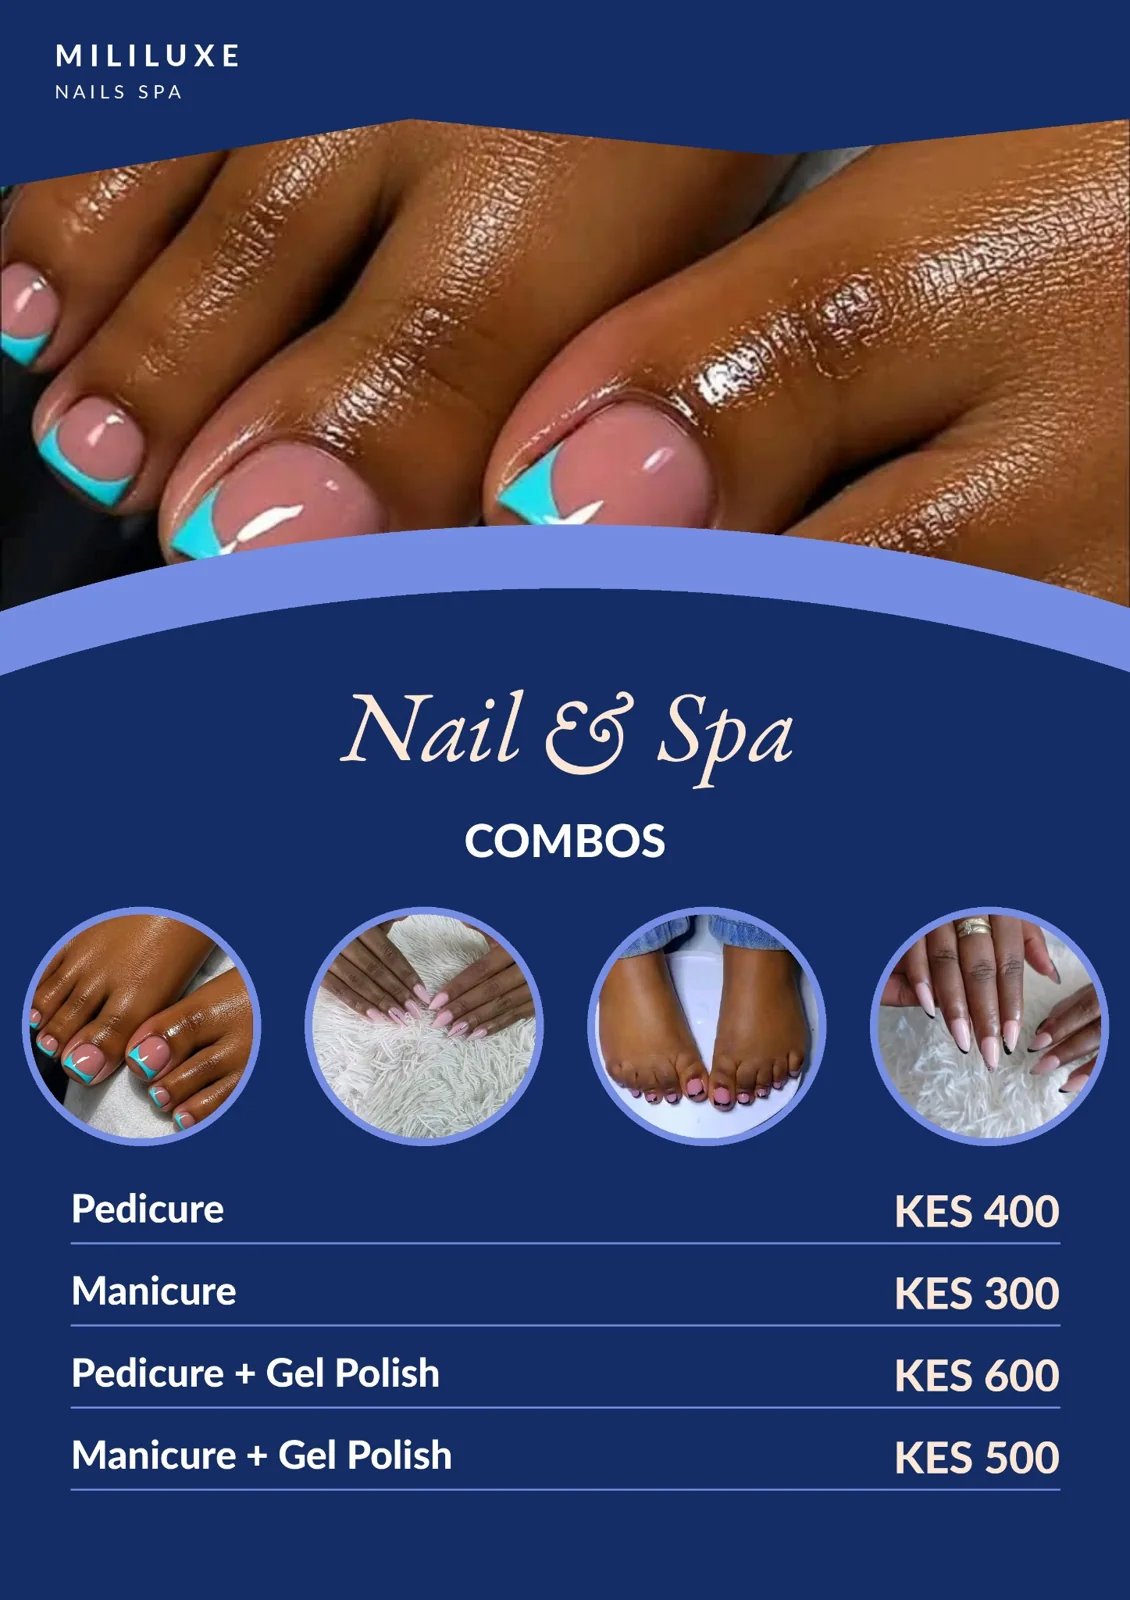 MILILUXE
NAILS SPA
Nail & Spa
COMBOS
Pedicure KES 400
Manicure KES 300
Pedicure + Gel Polish KES 600
Manicure + Gel Polish KES 500